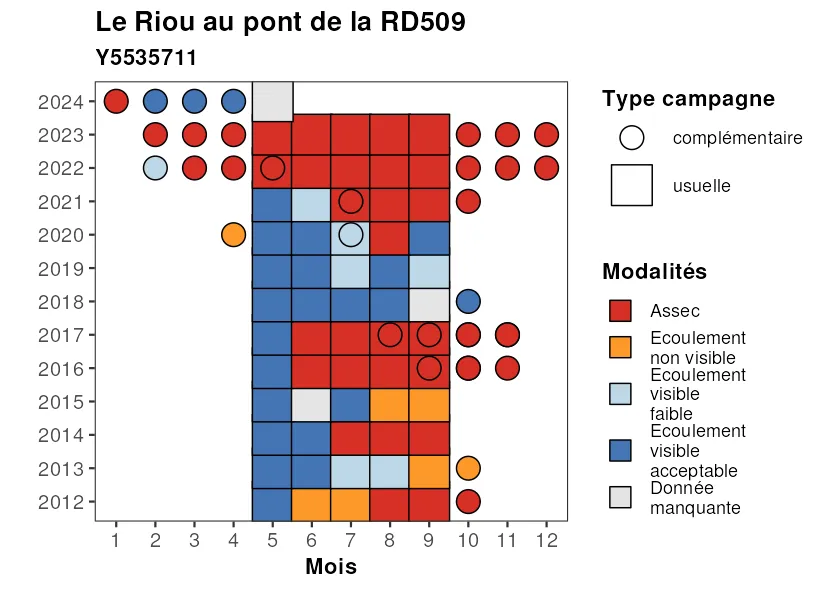 Le Riou au pont de la RD509
Y5535711
2024
2023
2022
2021
2020
2019
2018
2017
2016
2015
2014
2013
2012
1 2 3 4 5 6 7 8 9 10 11 12
Mois
Type campagne
complémentaire
usuelle
Modalités
Assec
Ecoulement
non visible
Ecoulement
visible
faible
Ecoulement
visible
acceptable
Donnée
manquante